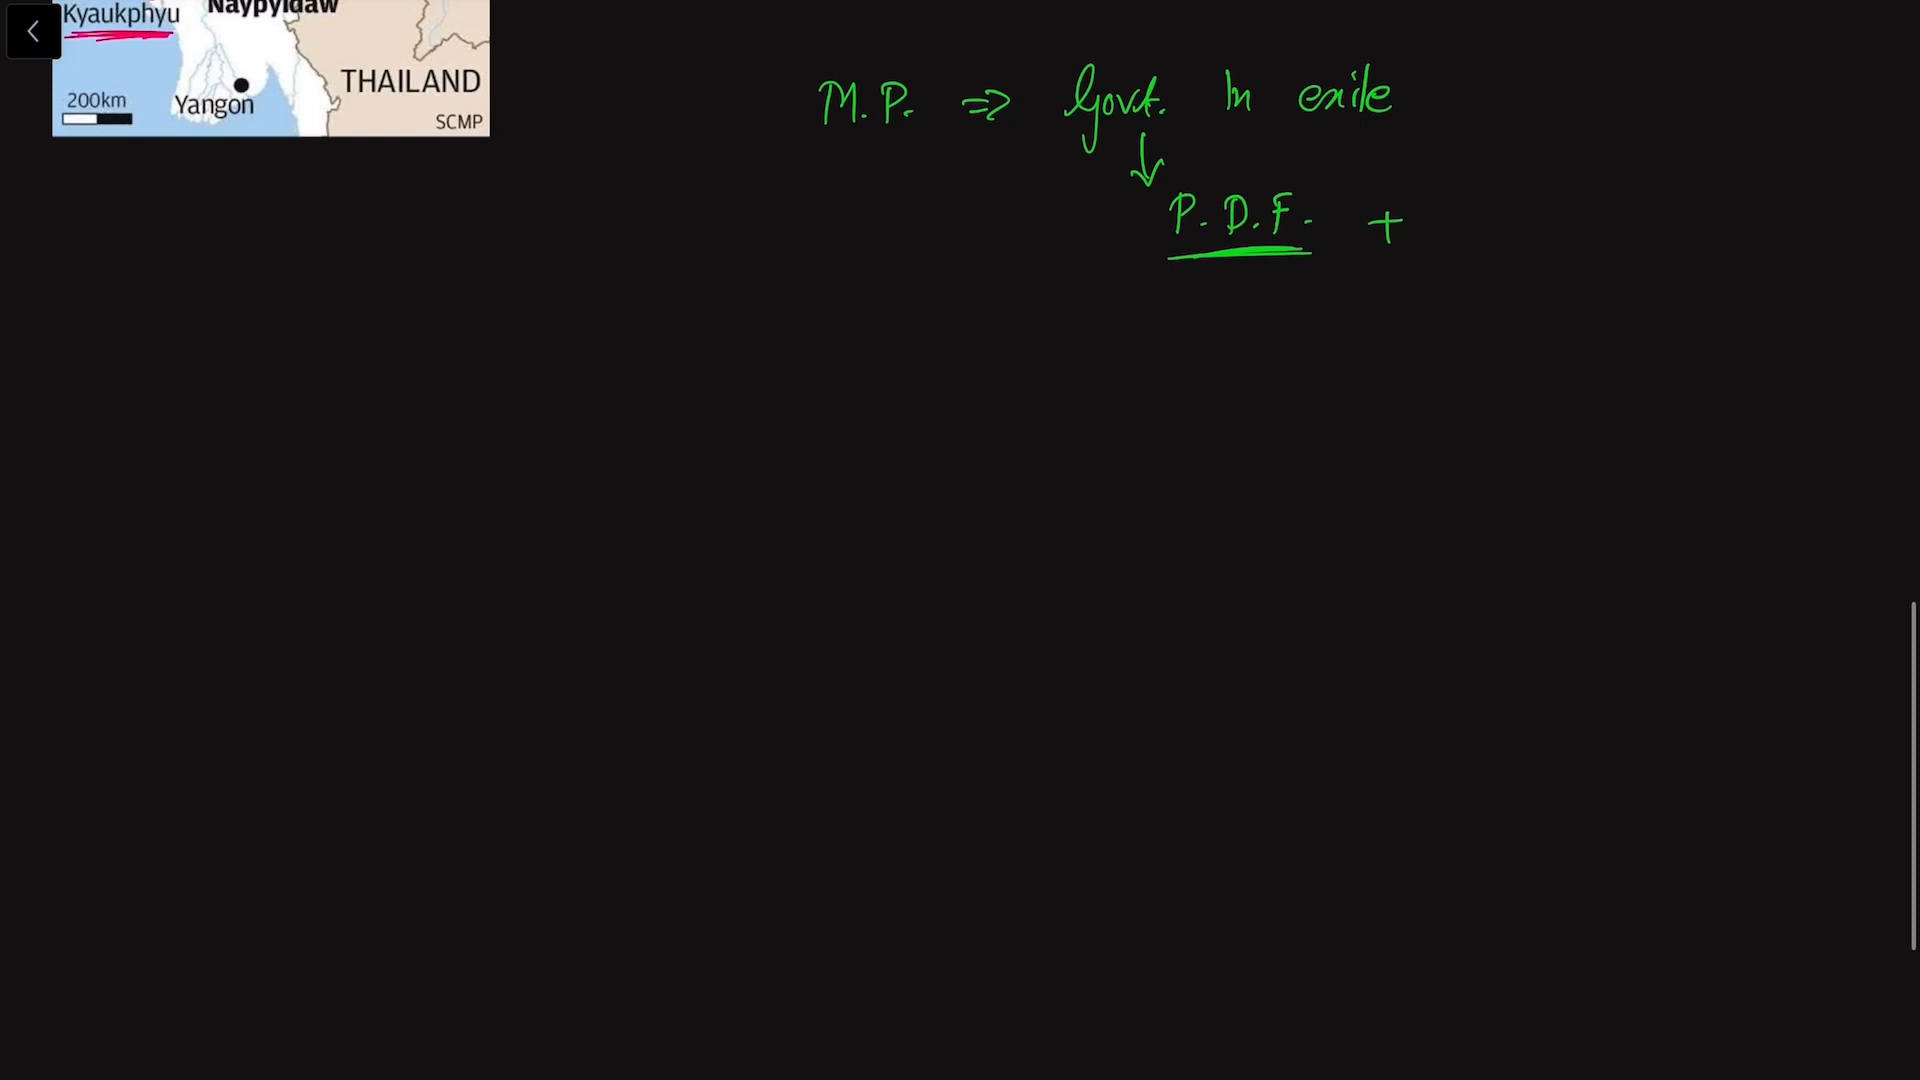 Kyaukphyu
Naypyidaw
THAILAND
200km
Yangon
SCMP
M.P. ⇒ Govt. In exile
↓
P.D.F. +